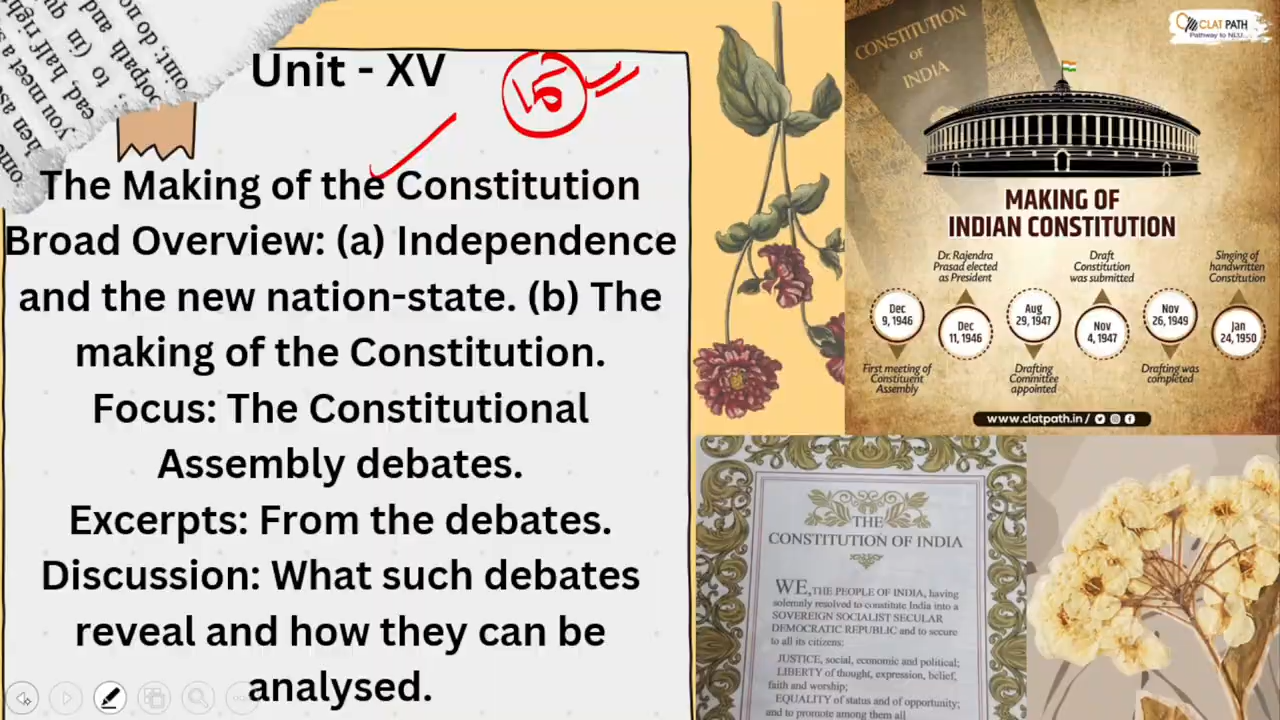 Unit - XV
The Making of the Constitution
Broad Overview: (a) Independence
and the new nation-state. (b) The
making of the Constitution.
Focus: The Constitutional
Assembly debates.
Excerpts: From the debates.
Discussion: What such debates
reveal and how they can be
analysed.
CLAT PATH
Pathway to NLU...
CONSTITUTION
OF
INDIA
MAKING OF
INDIAN CONSTITUTION
Dr. Rajendra
Prasad elected
as President
Draft
Constitution
was submitted
Singing of
handwritten
Constitution
Dec
9, 1946
Dec
11, 1946
Aug
29, 1947
Nov
4, 1947
Nov
26, 1949
Jan
24, 1950
First meeting of
Constituent
Assembly
Drafting
Committee
appointed
Drafting was
completed
www.clatpath.in /
THE
CONSTITUTION OF INDIA
WE, THE PEOPLE OF INDIA, having
solemnly resolved to constitute India into a
SOVEREIGN SOCIALIST SECULAR
DEMOCRATIC REPUBLIC and to secure
to all its citizens:
JUSTICE, social, economic and political;
LIBERTY of thought, expression, belief,
faith and worship;
EQUALITY of status and of opportunity;
and to promote among them all